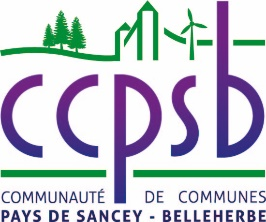 ccpsb
COMMUNAUTÉ DE COMMUNES
PAYS DE SANCEY - BELLEHERBE